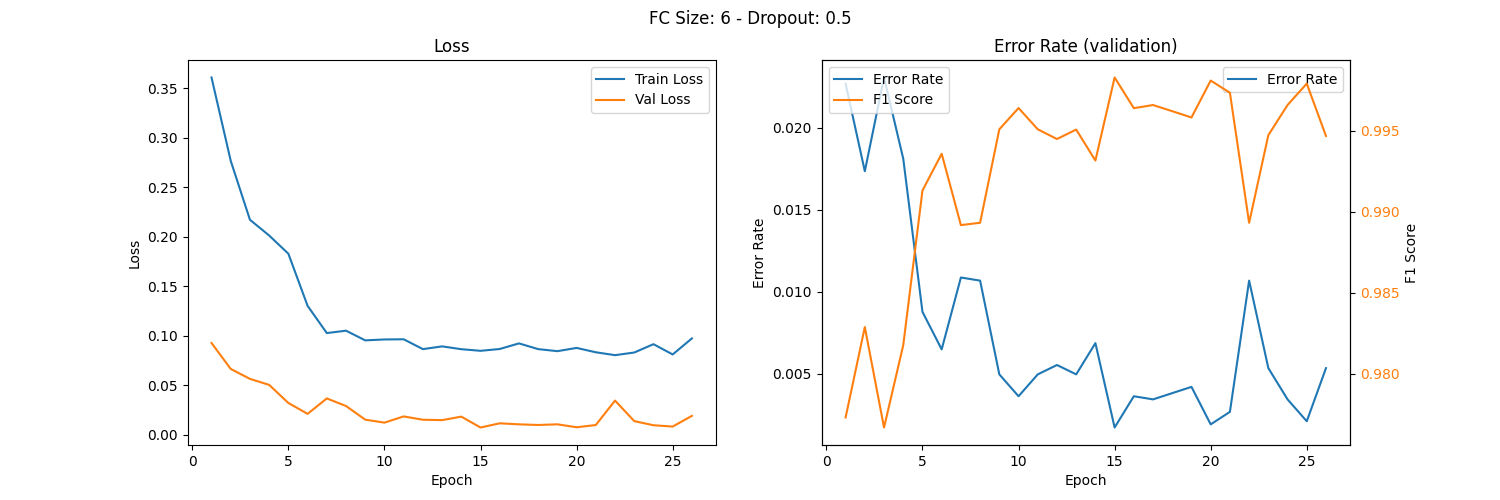 FC Size: 6 - Dropout: 0.5
Loss
Train Loss
Val Loss
0.35
0.30
0.25
0.20
0.15
0.10
0.05
0.00
Loss
0
5
10
15
20
25
Epoch
Error Rate (validation)
Error Rate
F1 Score
Error Rate
0.020
0.015
0.010
0.005
Error Rate
0
5
10
15
20
25
Epoch
0.995
0.990
0.985
0.980
F1 Score